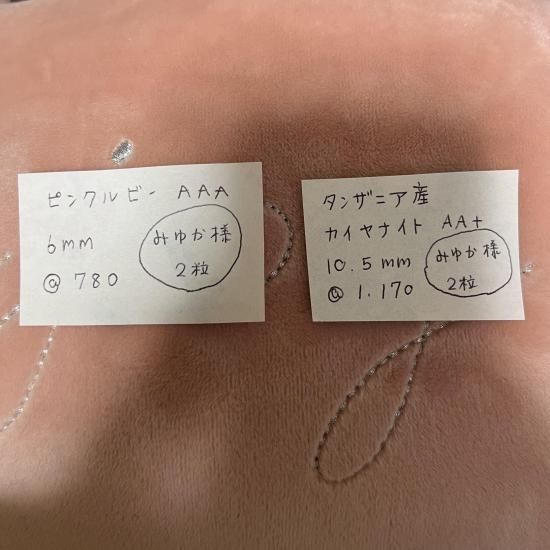 ピンクルビー AAA
6mm
@ 780
みゆか様
2粒
タンザニア産
カイヤナイト AA+
10.5mm
@ 1.170
みゆか様
2粒